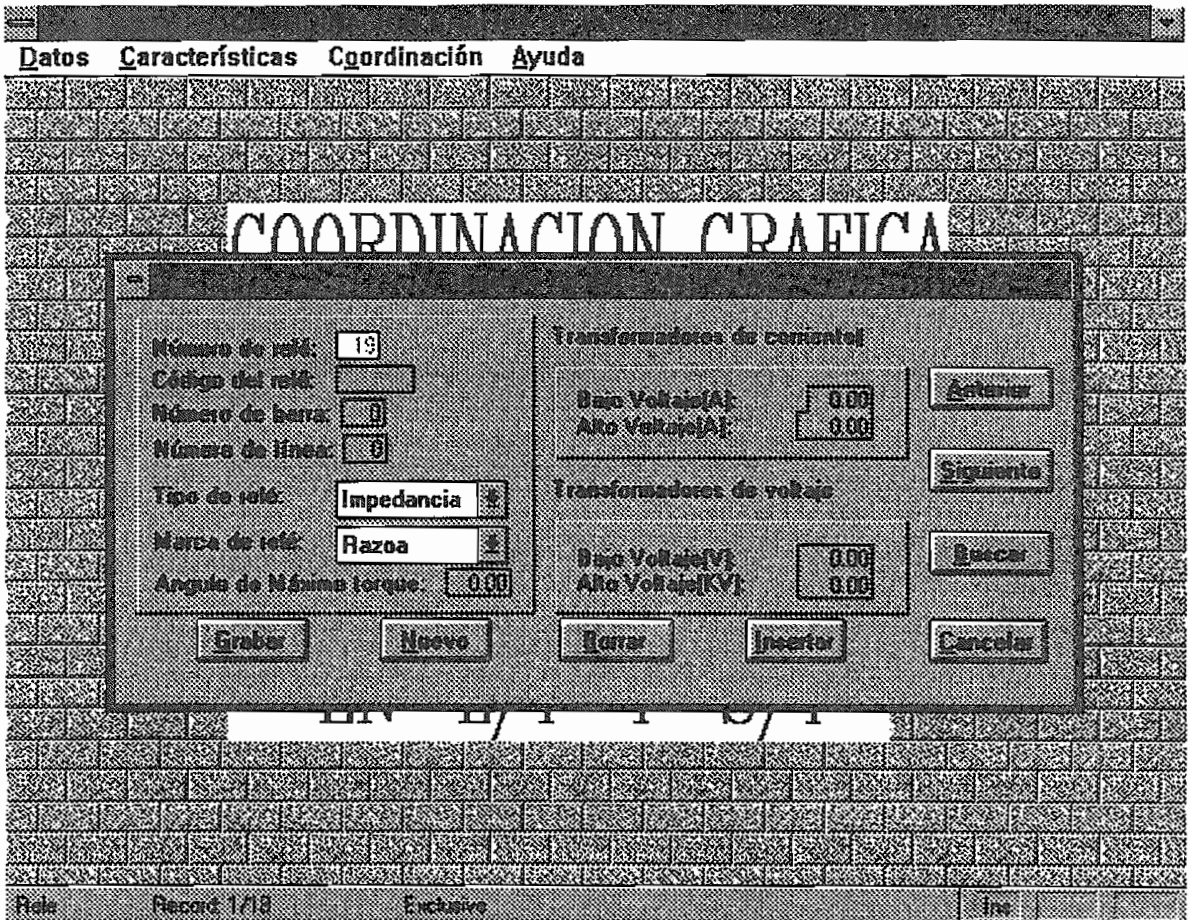 Datos Características Coordinación Ayuda
COORDINACION GRAFICA
Número de relé: 19
Código del relé:
Número de barra: 0
Número de línea: 0
Tipo de relé: Impedancia
Marca de relé: Razoa
Angulo de Máximo torque: 0.00
Transformadores de corriente
Bajo Voltaje[A]: 0.00
Alto Voltaje[A]: 0.00
Transformadores de voltaje
Bajo Voltaje[V]: 0.00
Alto Voltaje[KV]: 0.00
Anterior
Siguiente
Buscar
Grabar Nuevo Borrar Insertar Cancelar
EN L/T Y S/T
Rele Record: 1/18 Exclusivo Ins